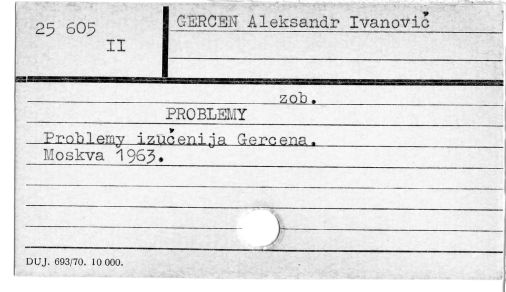 25 605
II
GERCEN Aleksandr Ivanovič
zob.
PROBLEMY
Problemy izučenija Gercena.
Moskva 1963.
DUJ. 693/70. 10 000.